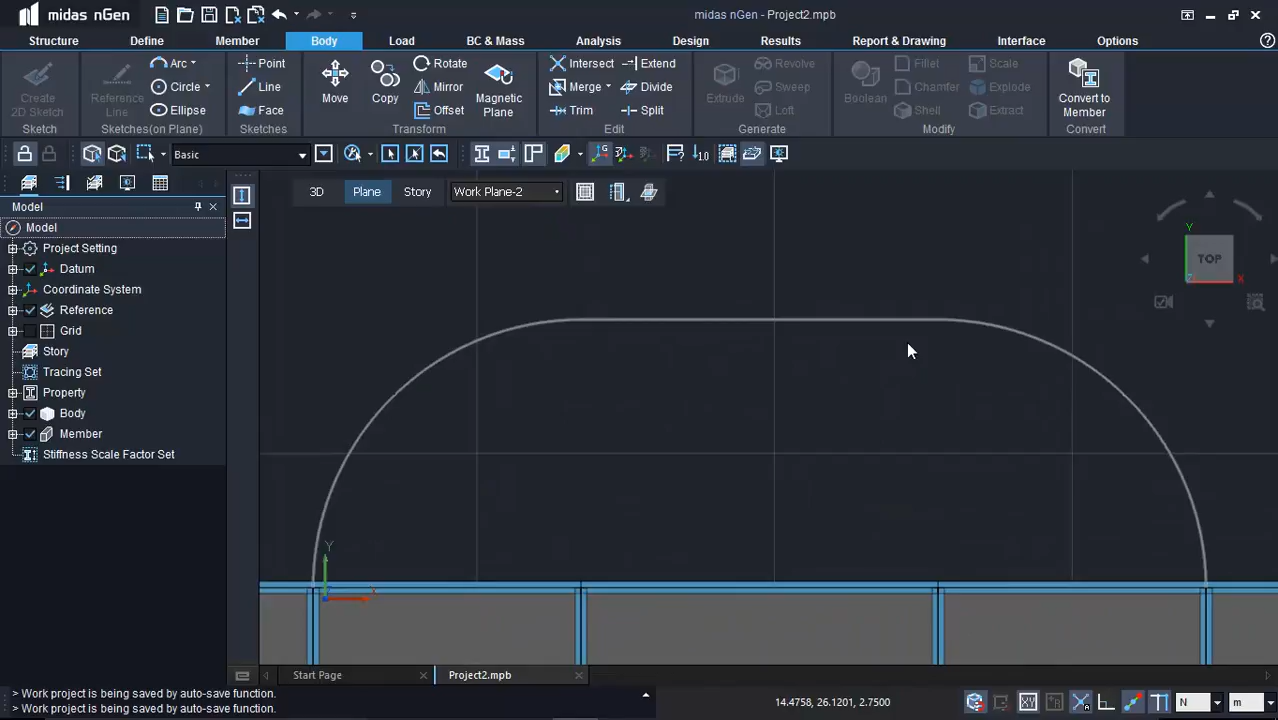 midas nGen
midas nGen - Project2.mpb
Structure Define Member Body Load BC & Mass Analysis Design Results Report & Drawing Interface Options
Create 2D Sketch
Sketch
Reference Line
Arc
Circle
Ellipse
Sketches(on Plane)
Point
Line
Face
Sketches
Move
Copy
Rotate
Mirror
Offset
Magnetic Plane
Transform
Intersect
Merge
Trim
Extend
Divide
Split
Edit
Extrude
Revolve
Sweep
Loft
Generate
Boolean
Fillet
Chamfer
Shell
Scale
Explode
Extract
Modify
Convert to Member
Convert
Basic
1.0
Model
Model
Project Setting
Datum
Coordinate System
Reference
Grid
Story
Tracing Set
Property
Body
Member
Stiffness Scale Factor Set
3D Plane Story Work Plane-2
Y
TOP
X
Z
Y
X
Start Page Project2.mpb
> Work project is being saved by auto-save function.
> Work project is being saved by auto-save function.
14.4758, 26.1201, 2.7500
XY
N
m